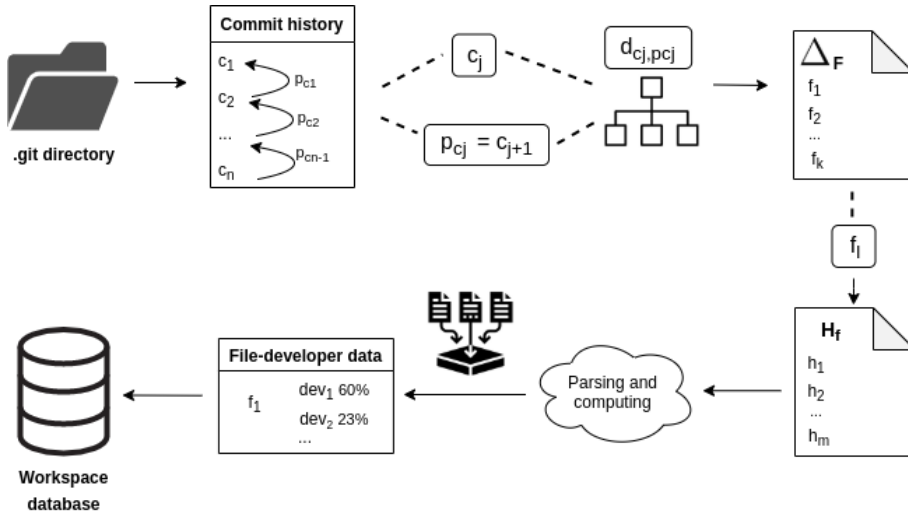 Commit history
c1
c2
...
cn
pc1
pc2
pcn-1
.git directory
cj
pcj = cj+1
dcj,pcj
ΔF
f1
f2
...
fk
fl
Hf
h1
h2
...
hm
Parsing and
computing
File-developer data
f1
dev1 60%
dev2 23%
...
Workspace
database